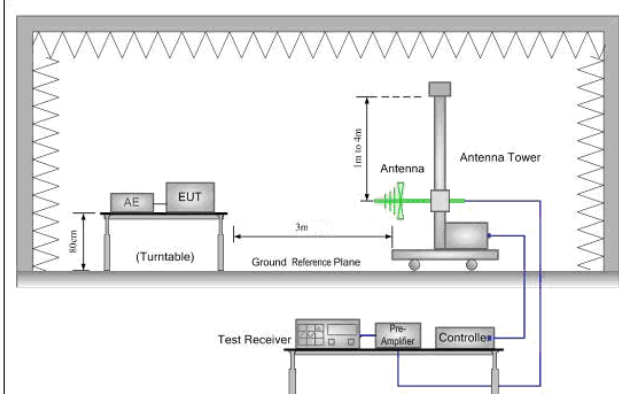 1m to 4m
Antenna
Antenna Tower
AE
EUT
80cm
(Turntable)
3m
Ground Reference Plane
Test Receiver
Pre-
Amplifier
Controller